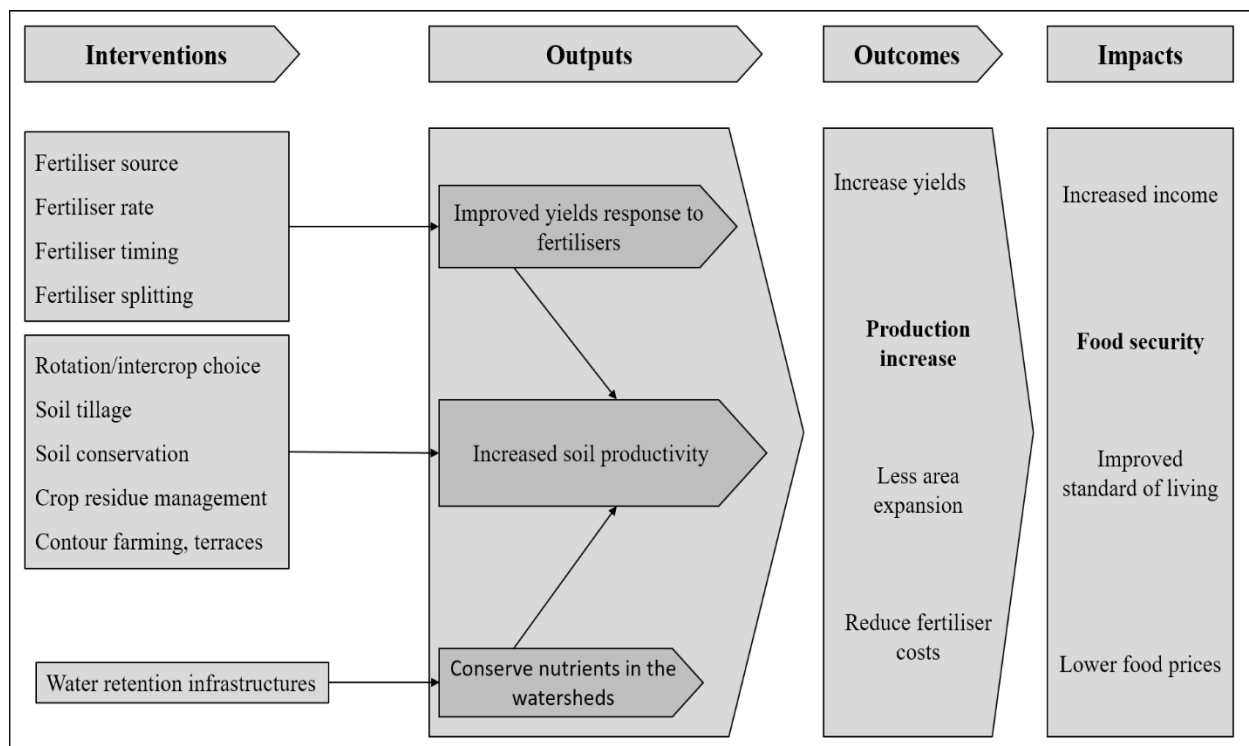 Interventions
Outputs
Outcomes
Impacts
Fertiliser source
Fertiliser rate
Fertiliser timing
Fertiliser splitting
Rotation/intercrop choice
Soil tillage
Soil conservation
Crop residue management
Contour farming, terraces
Water retention infrastructures
Improved yields response to
fertilisers
Increased soil productivity
Conserve nutrients in the
watersheds
Increase yields
Production
increase
Less area
expansion
Reduce fertiliser
costs
Increased income
Food security
Improved
standard of living
Lower food prices